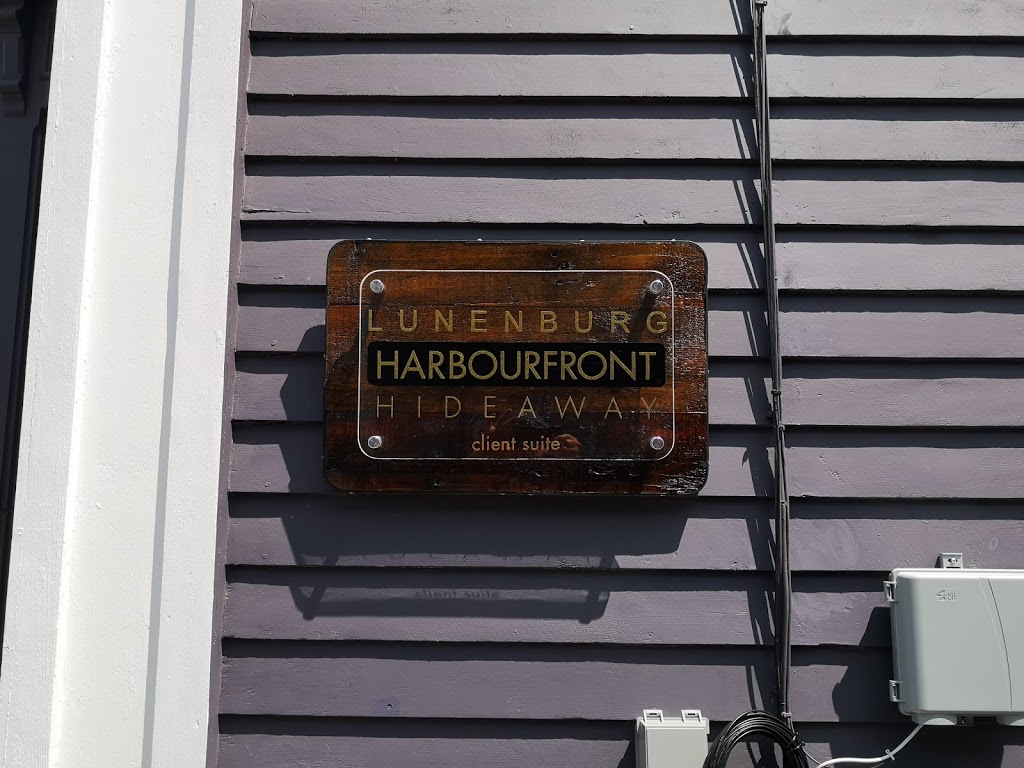 LUNENBURG
HARBOURFRONT
HIDEAWAY
client suite